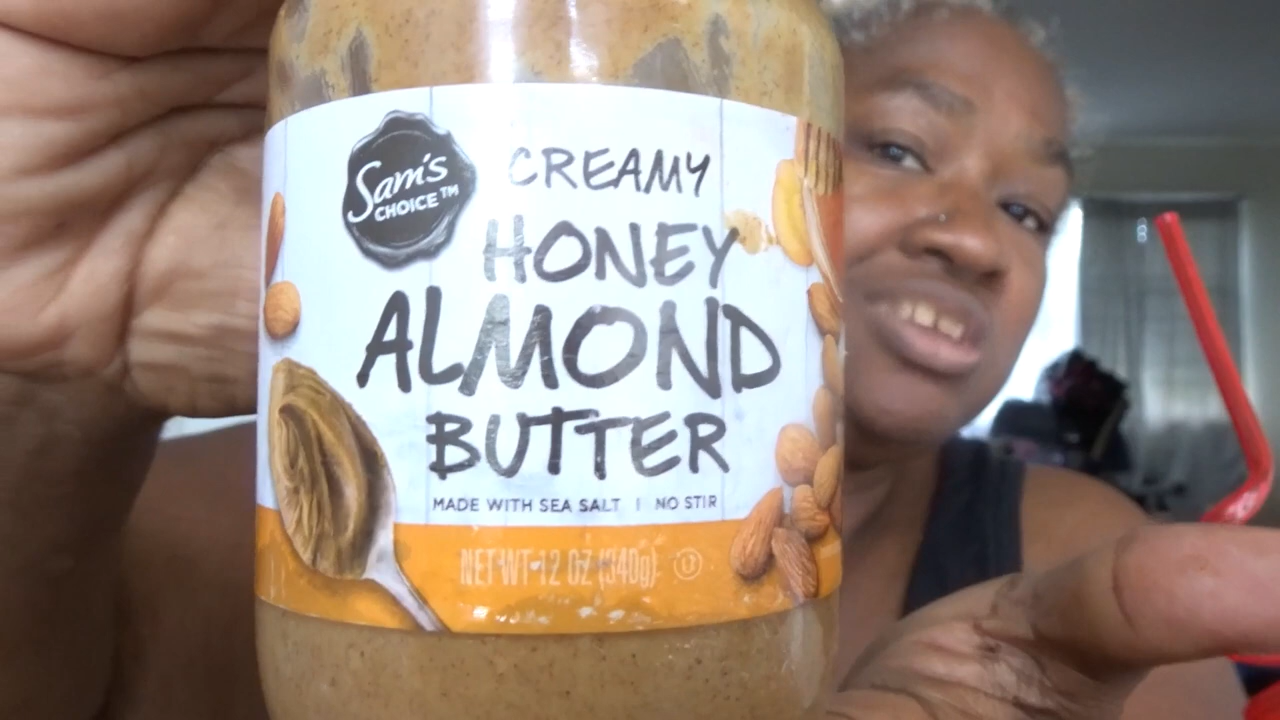 Sam's
CHOICE™
CREAMY
HONEY
ALMOND
BUTTER
MADE WITH SEA SALT | NO STIR
NET WT 12 OZ (340g) U